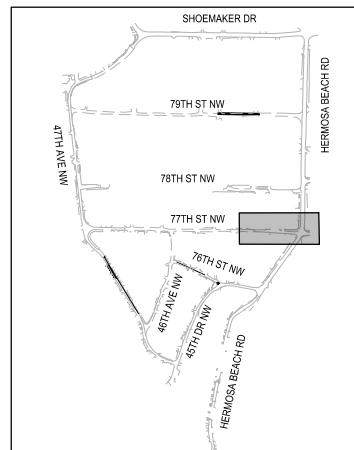 SHOEMAKER DR
79TH ST NW
47TH AVE NW
HERMOSA BEACH RD
78TH ST NW
77TH ST NW
76TH ST NW
46TH AVE NW
45TH DR NW
HERMOSA BEACH RD